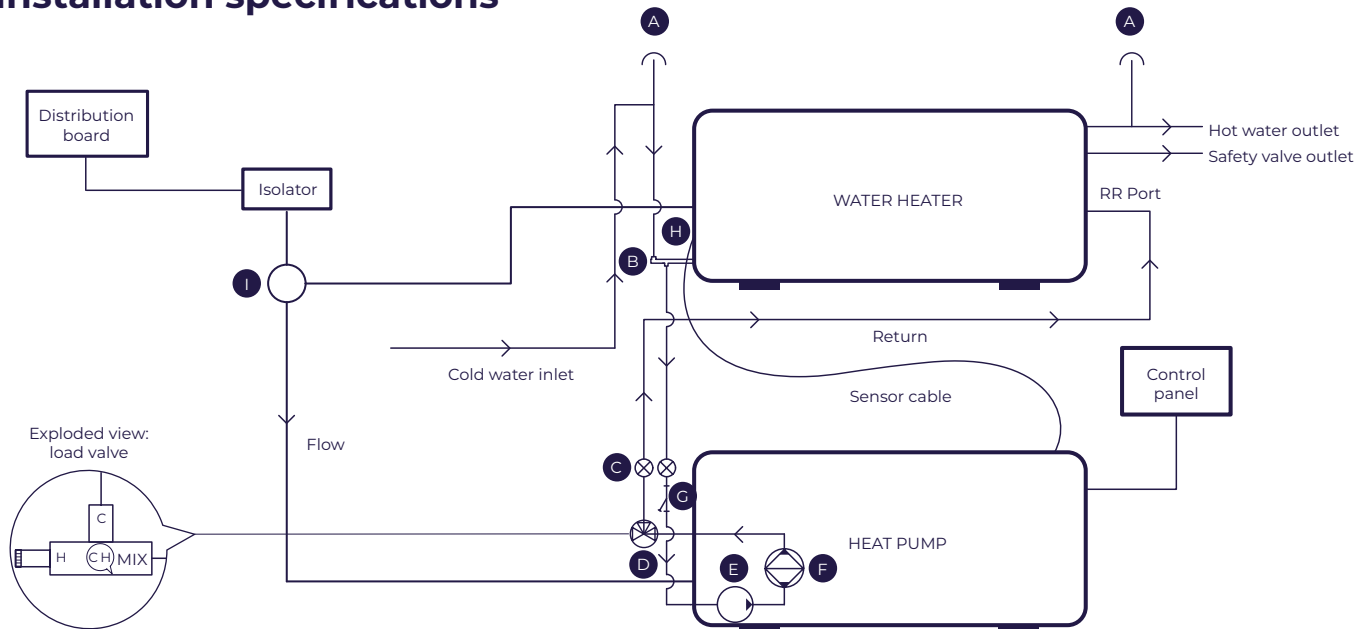 Installation specifications
A
A
Distribution
board
Isolator
Hot water outlet
Safety valve outlet
WATER HEATER
RR Port
H
B
I
Return
Cold water inlet
Control
panel
Sensor cable
Exploded view:
load valve
Flow
C
G
C
H
C H
MIX
D
E
F
HEAT PUMP